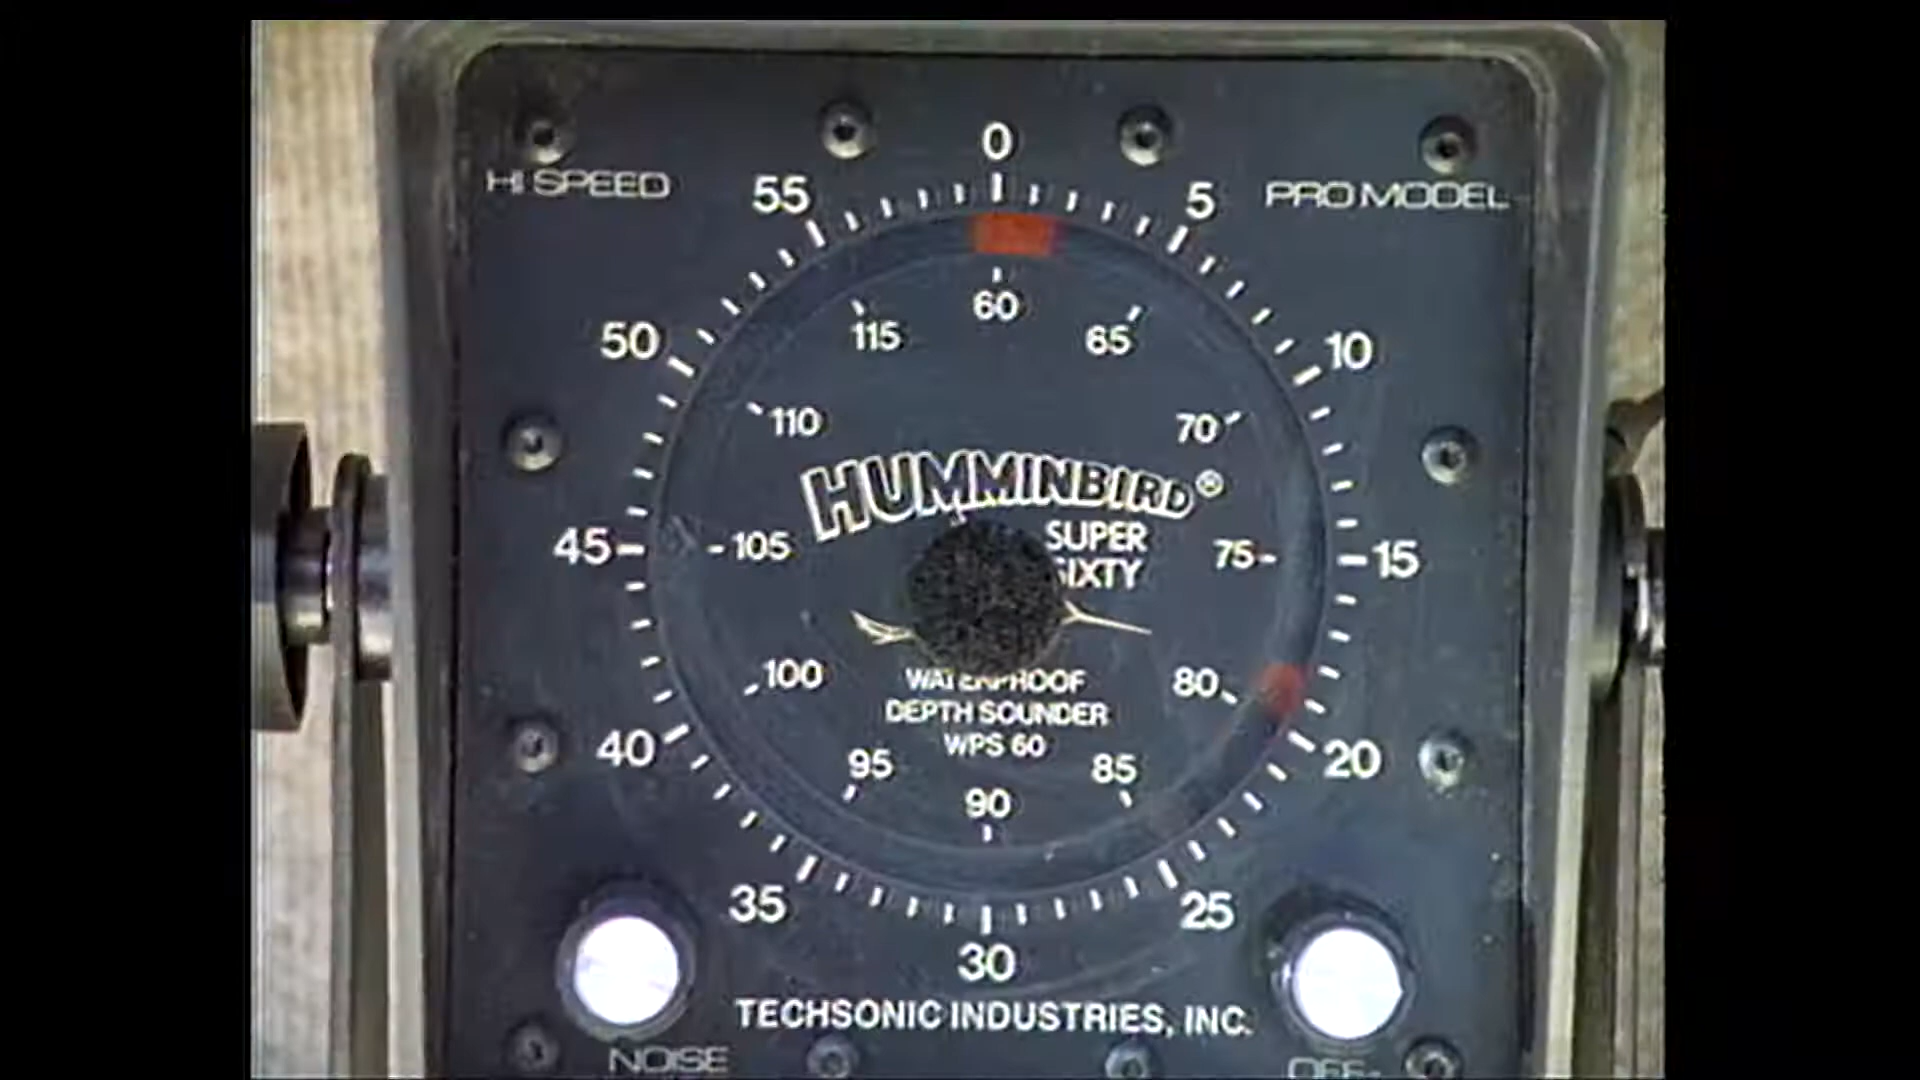 HI SPEED
PRO MODEL
0
5
10
15
20
25
30
35
40
45
50
55
60
65
70
75
80
85
90
95
100
105
110
115
HUMMINBIRD®
SUPER
SIXTY
WATERPROOF
DEPTH SOUNDER
WPS 60
TECHSONIC INDUSTRIES, INC.
NOISE
OFF-